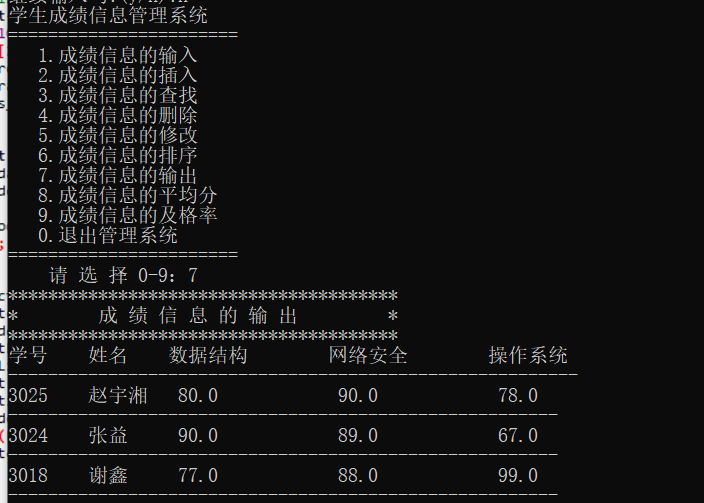 学生成绩信息管理系统
=======================
1.成绩信息的输入
2.成绩信息的插入
3.成绩信息的查找
4.成绩信息的删除
5.成绩信息的修改
6.成绩信息的排序
7.成绩信息的输出
8.成绩信息的平均分
9.成绩信息的及格率
0.退出管理系统
=======================
请 选 择 0-9: 7
***************************************
* 成 绩 信 息 的 输 出 *
***************************************
学号 姓名 数据结构 网络安全 操作系统
---------------------------------------------------------
3025 赵宇湘 80.0 90.0 78.0
-------------------------------------------------------
3024 张益 90.0 89.0 67.0
-------------------------------------------------------
3018 谢鑫 77.0 88.0 99.0
-------------------------------------------------------